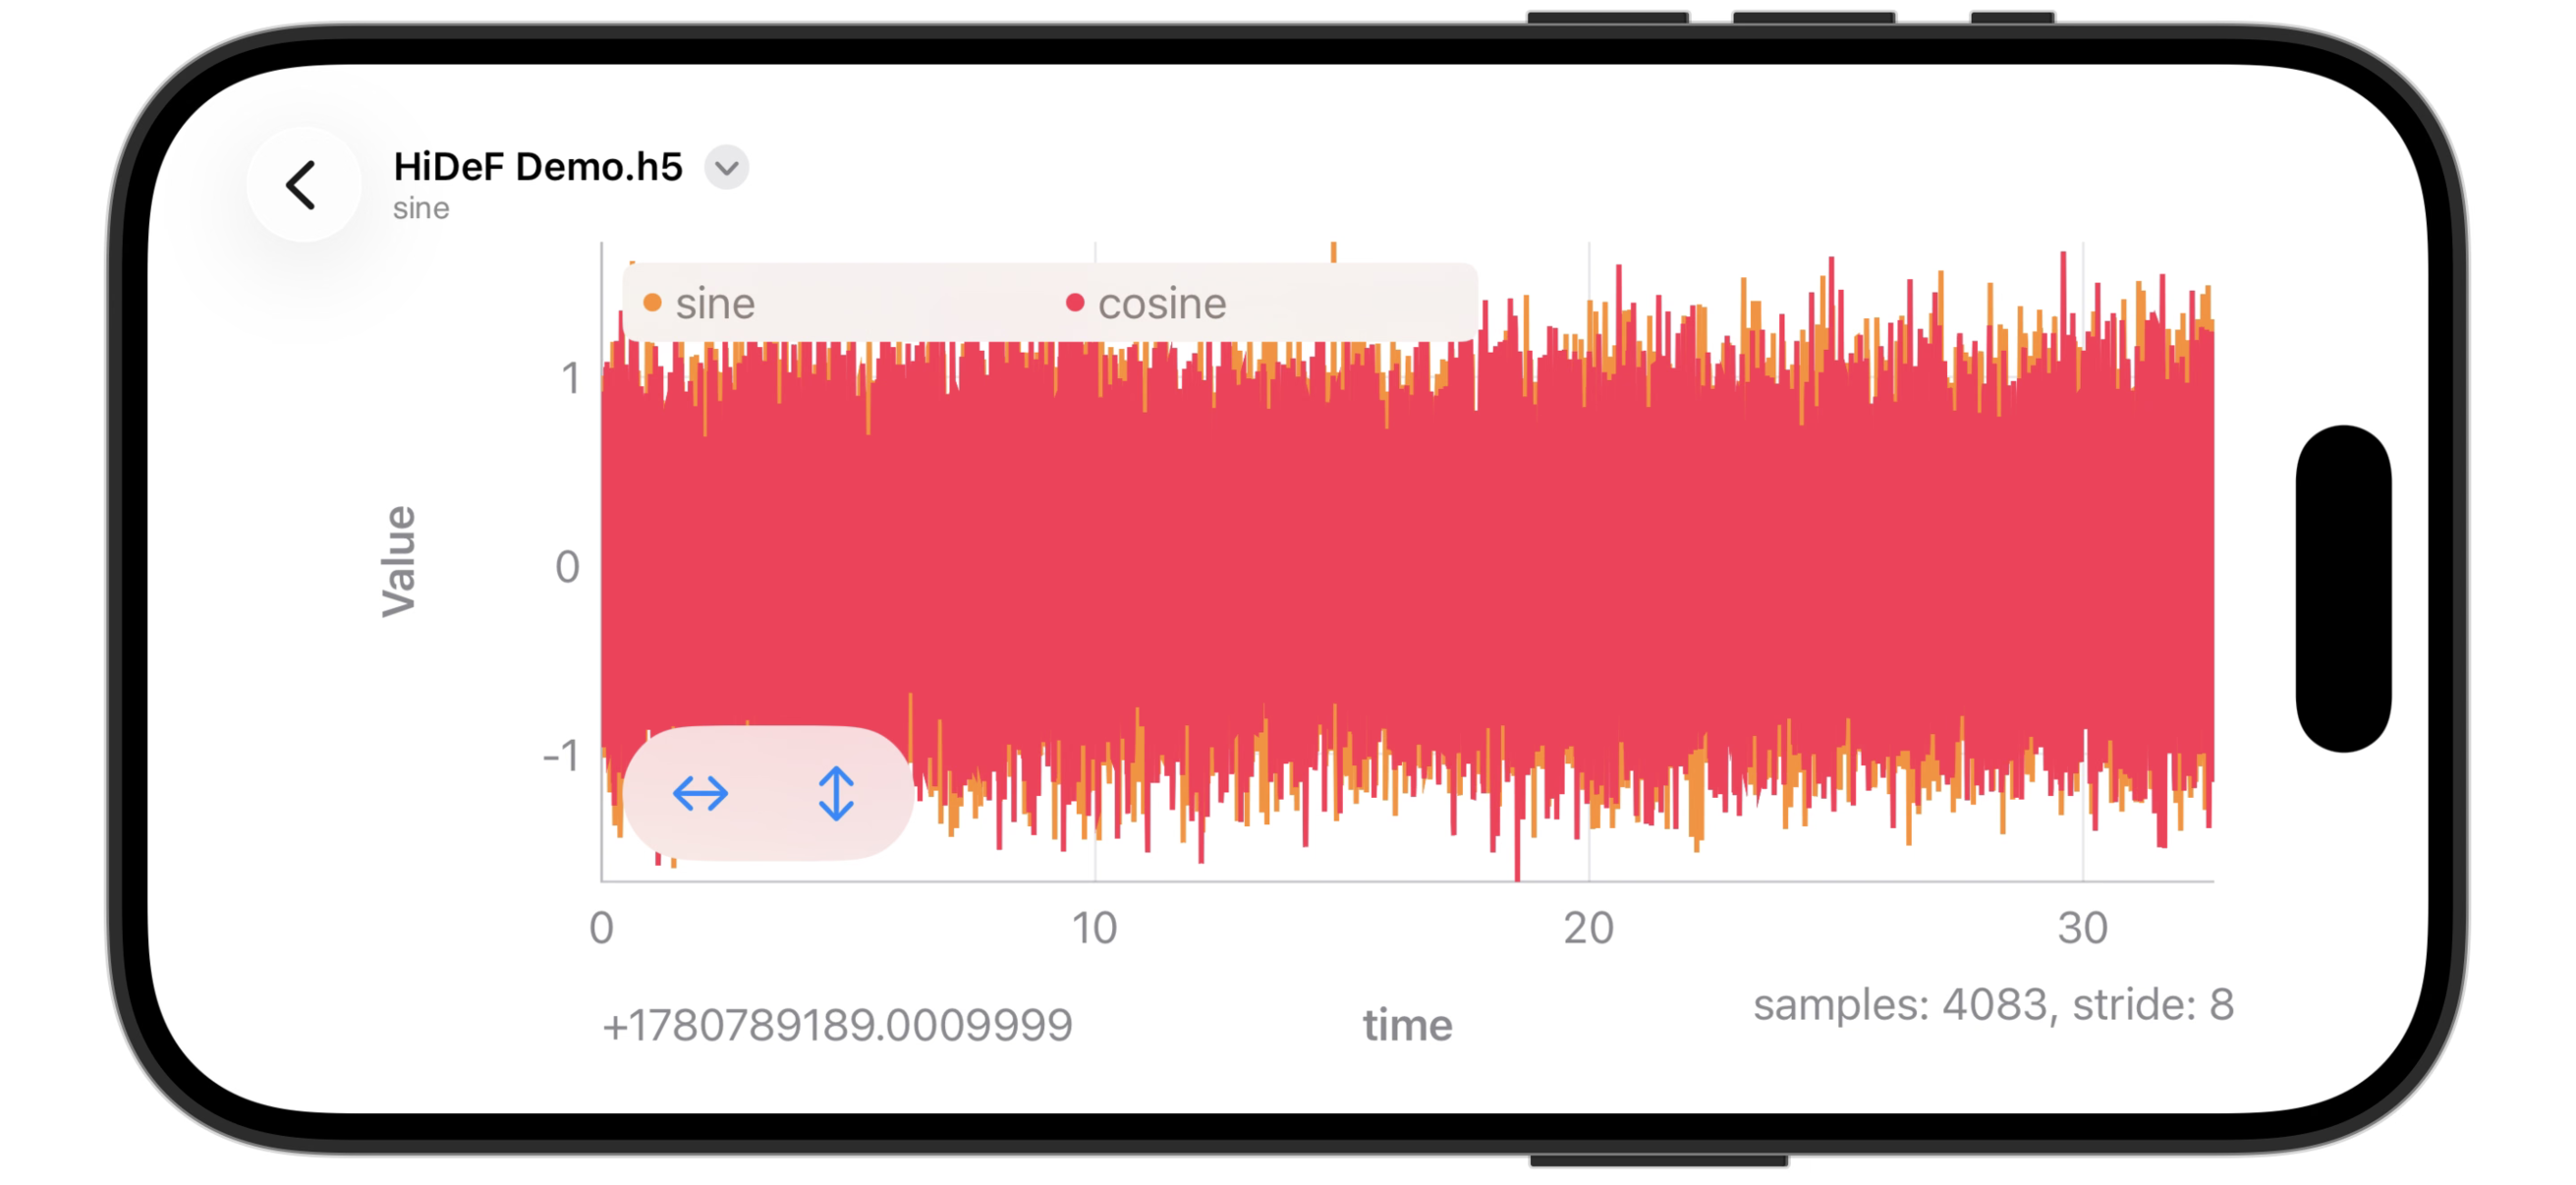 HiDeF Demo.h5
sine
sine
cosine
1
0
-1
Value
0
10
20
30
+1780789189.0009999
time
samples: 4083, stride: 8